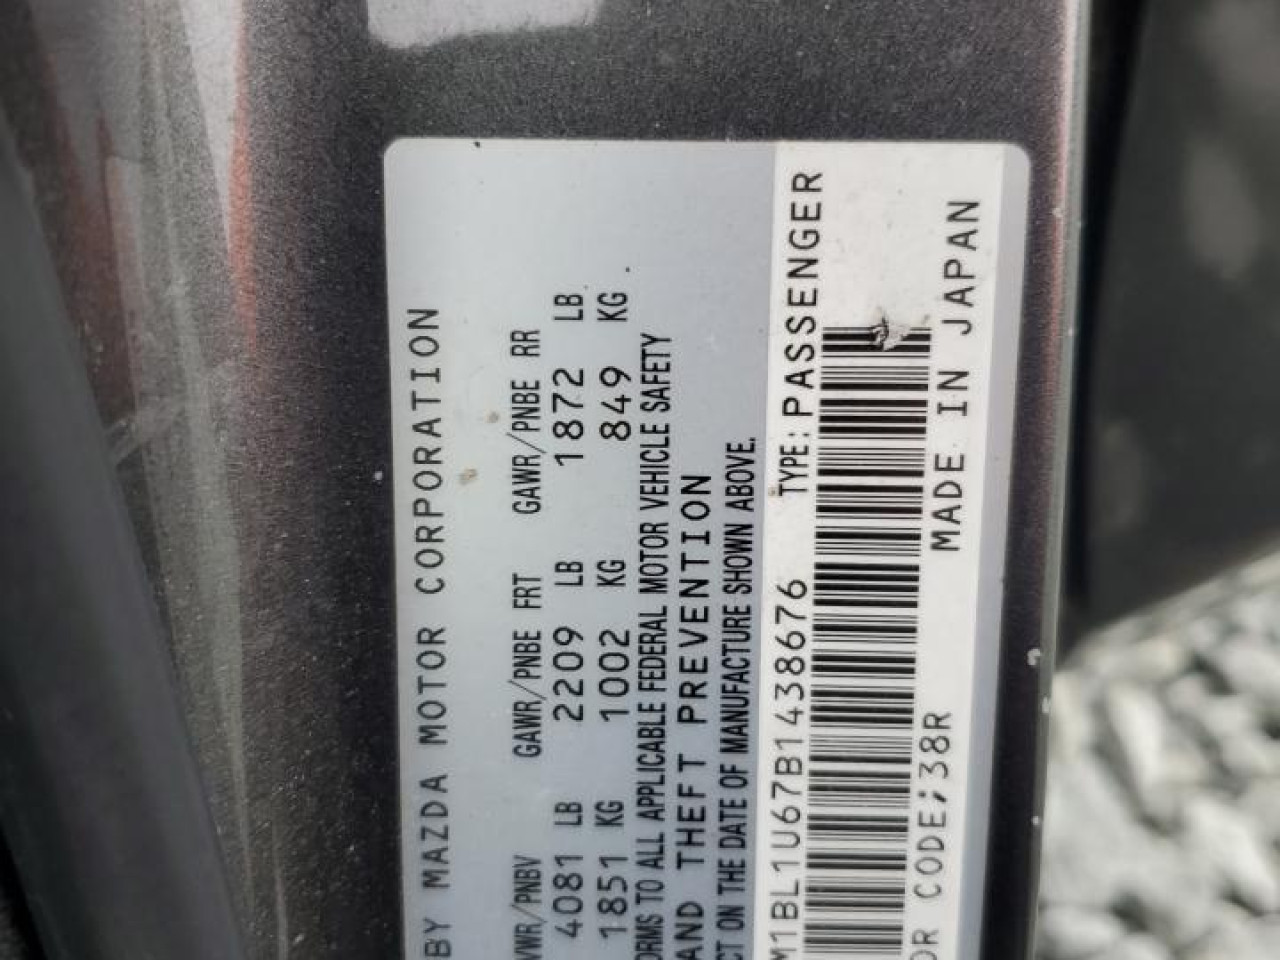 BY MAZDA MOTOR CORPORATION
VWR/PNBV GAWR/PNBE FRT GAWR/PNBE RR
4081 LB 2209 LB 1872 LB
1851 KG 1002 KG 849 KG
ORMS TO ALL APPLICABLE FEDERAL MOTOR VEHICLE SAFETY
AND THEFT PREVENTION
CT ON THE DATE OF MANUFACTURE SHOWN ABOVE.
M1BL1U67B1438676 TYPE:PASSENGER
OR CODE;38R MADE IN JAPAN